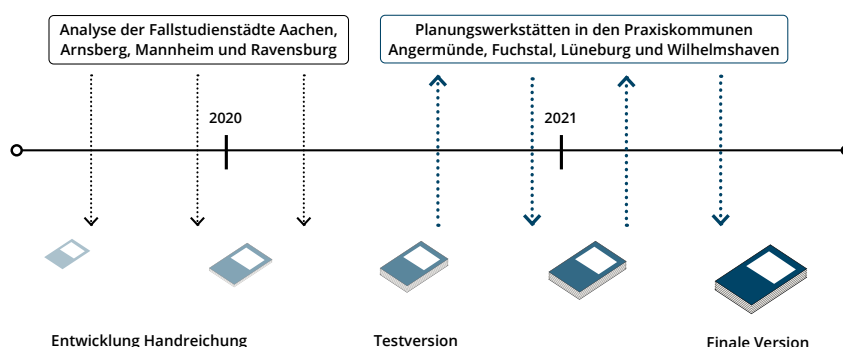 Analyse der Fallstudienstädte Aachen,
Arnsberg, Mannheim und Ravensburg
Planungswerkstätten in den Praxiskommunen
Angermünde, Fuchstal, Lüneburg und Wilhelmshaven
2020
2021
Entwicklung Handreichung
Testversion
Finale Version